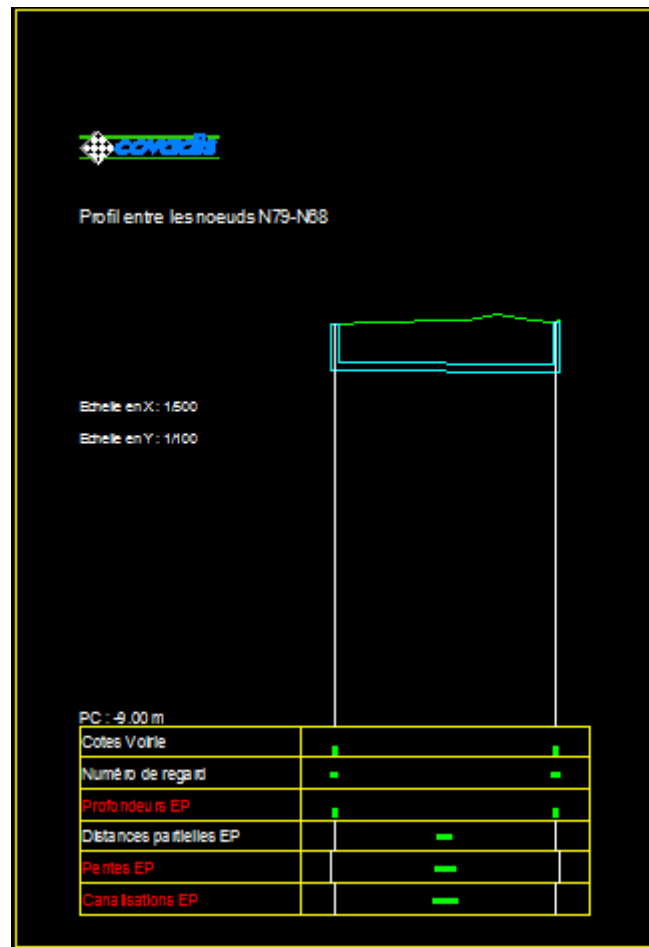 covadis
Profil entre les noeuds N79-N68
Echelle en X : 1/500
Echelle en Y : 1/100
PC : -9.00 m
Cotes Voirie
Numéro de regard
Profondeurs EP
Distances partielles EP
Pentes EP
Canalisations EP